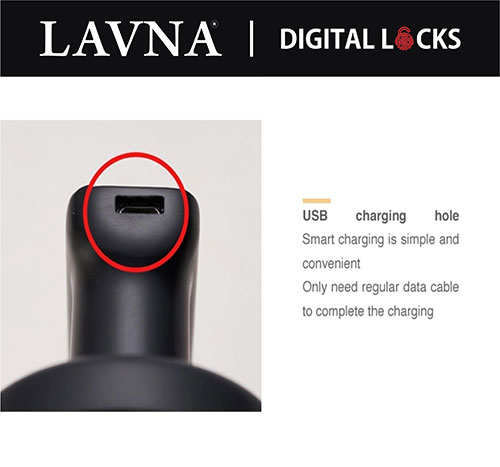 LAVNA® | DIGITAL LOCKS
USB charging hole
Smart charging is simple and
convenient
Only need regular data cable
to complete the charging